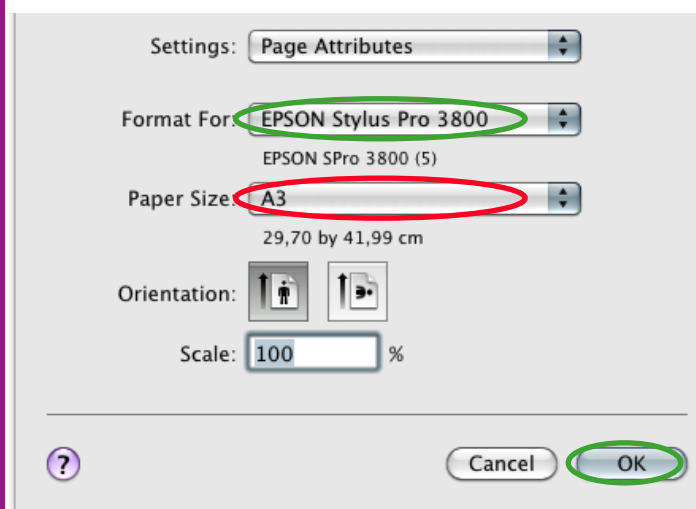 Settings: Page Attributes
Format For: EPSON Stylus Pro 3800
EPSON SPro 3800 (5)
Paper Size: A3
29,70 by 41,99 cm
Orientation:
Scale: 100 %
? Cancel OK